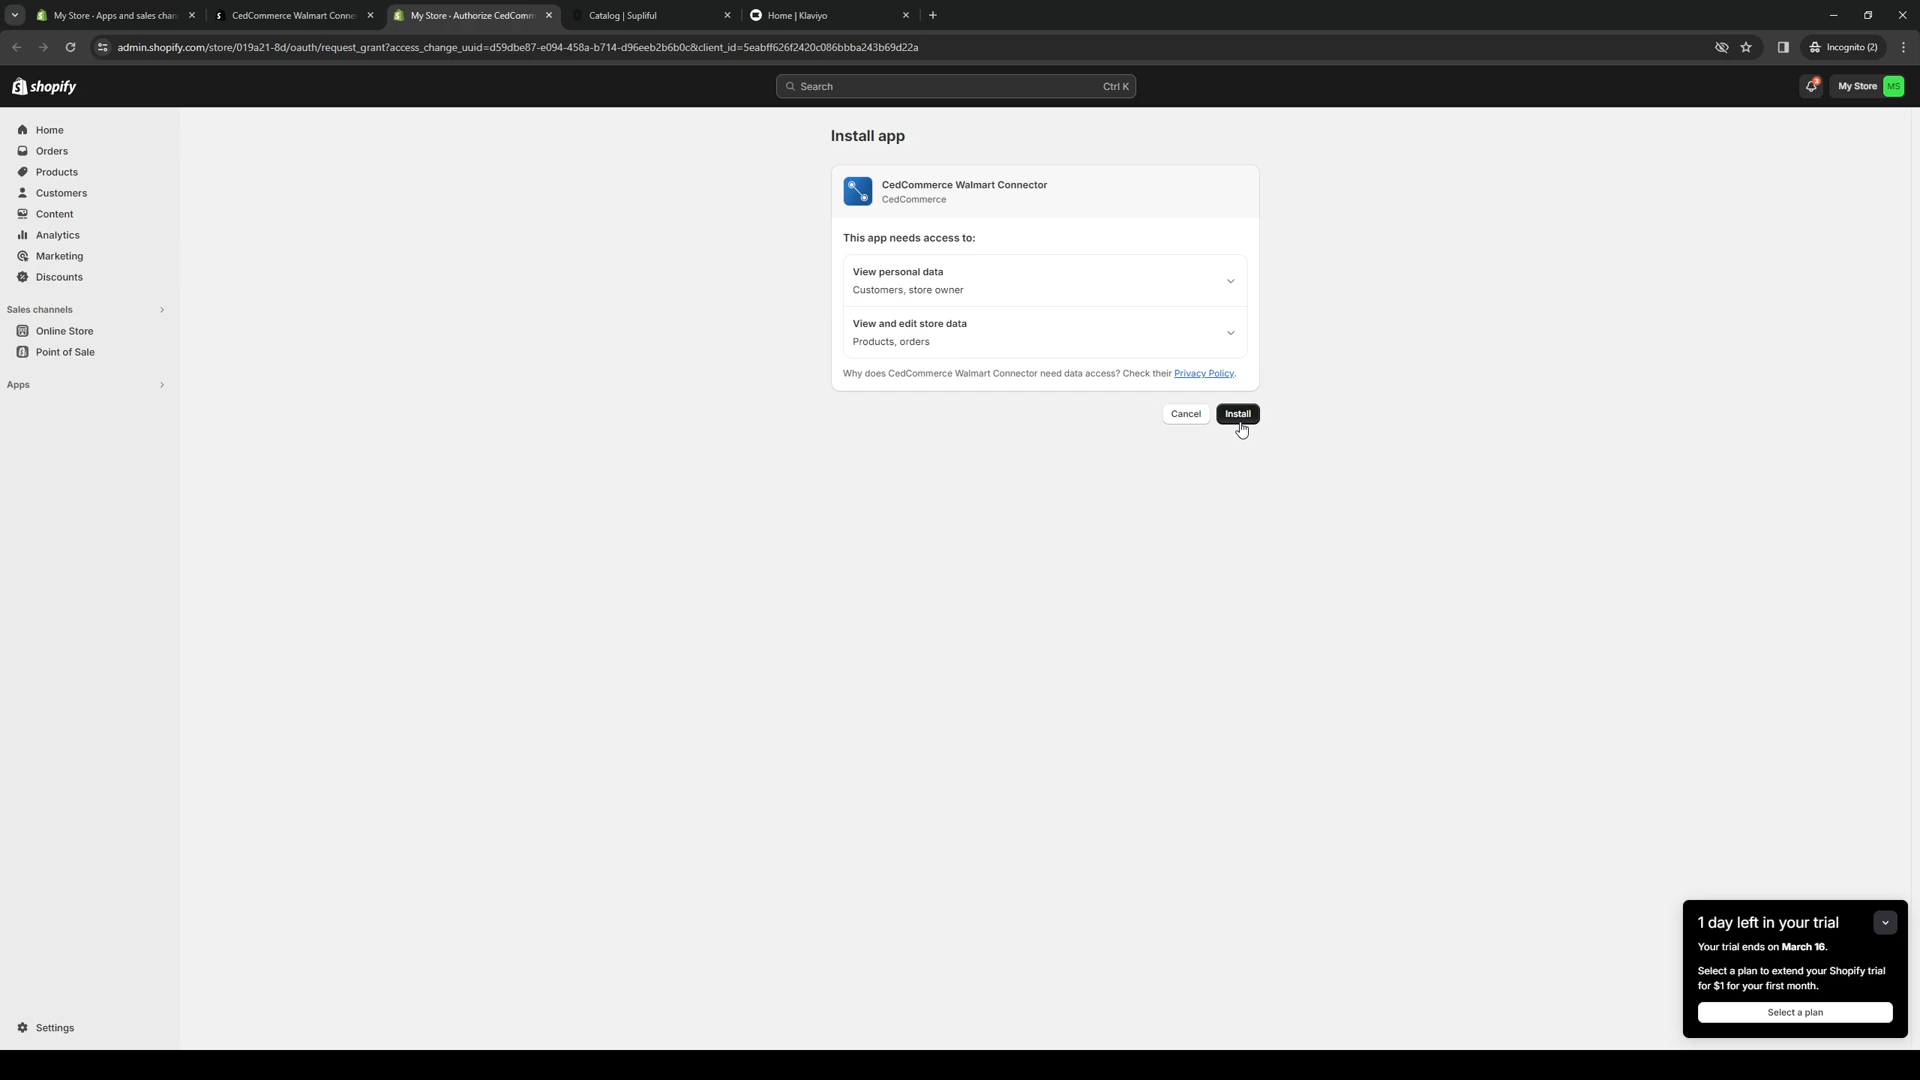 My Store · Apps and sales chan
CedCommerce Walmart Conne
My Store · Authorize CedComm
Catalog | Supliful
Home | Klaviyo
admin.shopify.com/store/019a21-8d/oauth/request_grant?access_change_uuid=d59dbe87-e094-458a-b714-d96eeb2b6b0c&client_id=5eabff626f2420c086bbba243b69d22a
Incognito (2)
shopify
Search
Ctrl K
3
My Store
MS
Home
Orders
Products
Customers
Content
Analytics
Marketing
Discounts
Sales channels
Online Store
Point of Sale
Apps
Settings
Install app
CedCommerce Walmart Connector
CedCommerce
This app needs access to:
View personal data
Customers, store owner
View and edit store data
Products, orders
Why does CedCommerce Walmart Connector need data access? Check their Privacy Policy.
Cancel
Install
1 day left in your trial
Your trial ends on March 16.
Select a plan to extend your Shopify trial
for $1 for your first month.
Select a plan